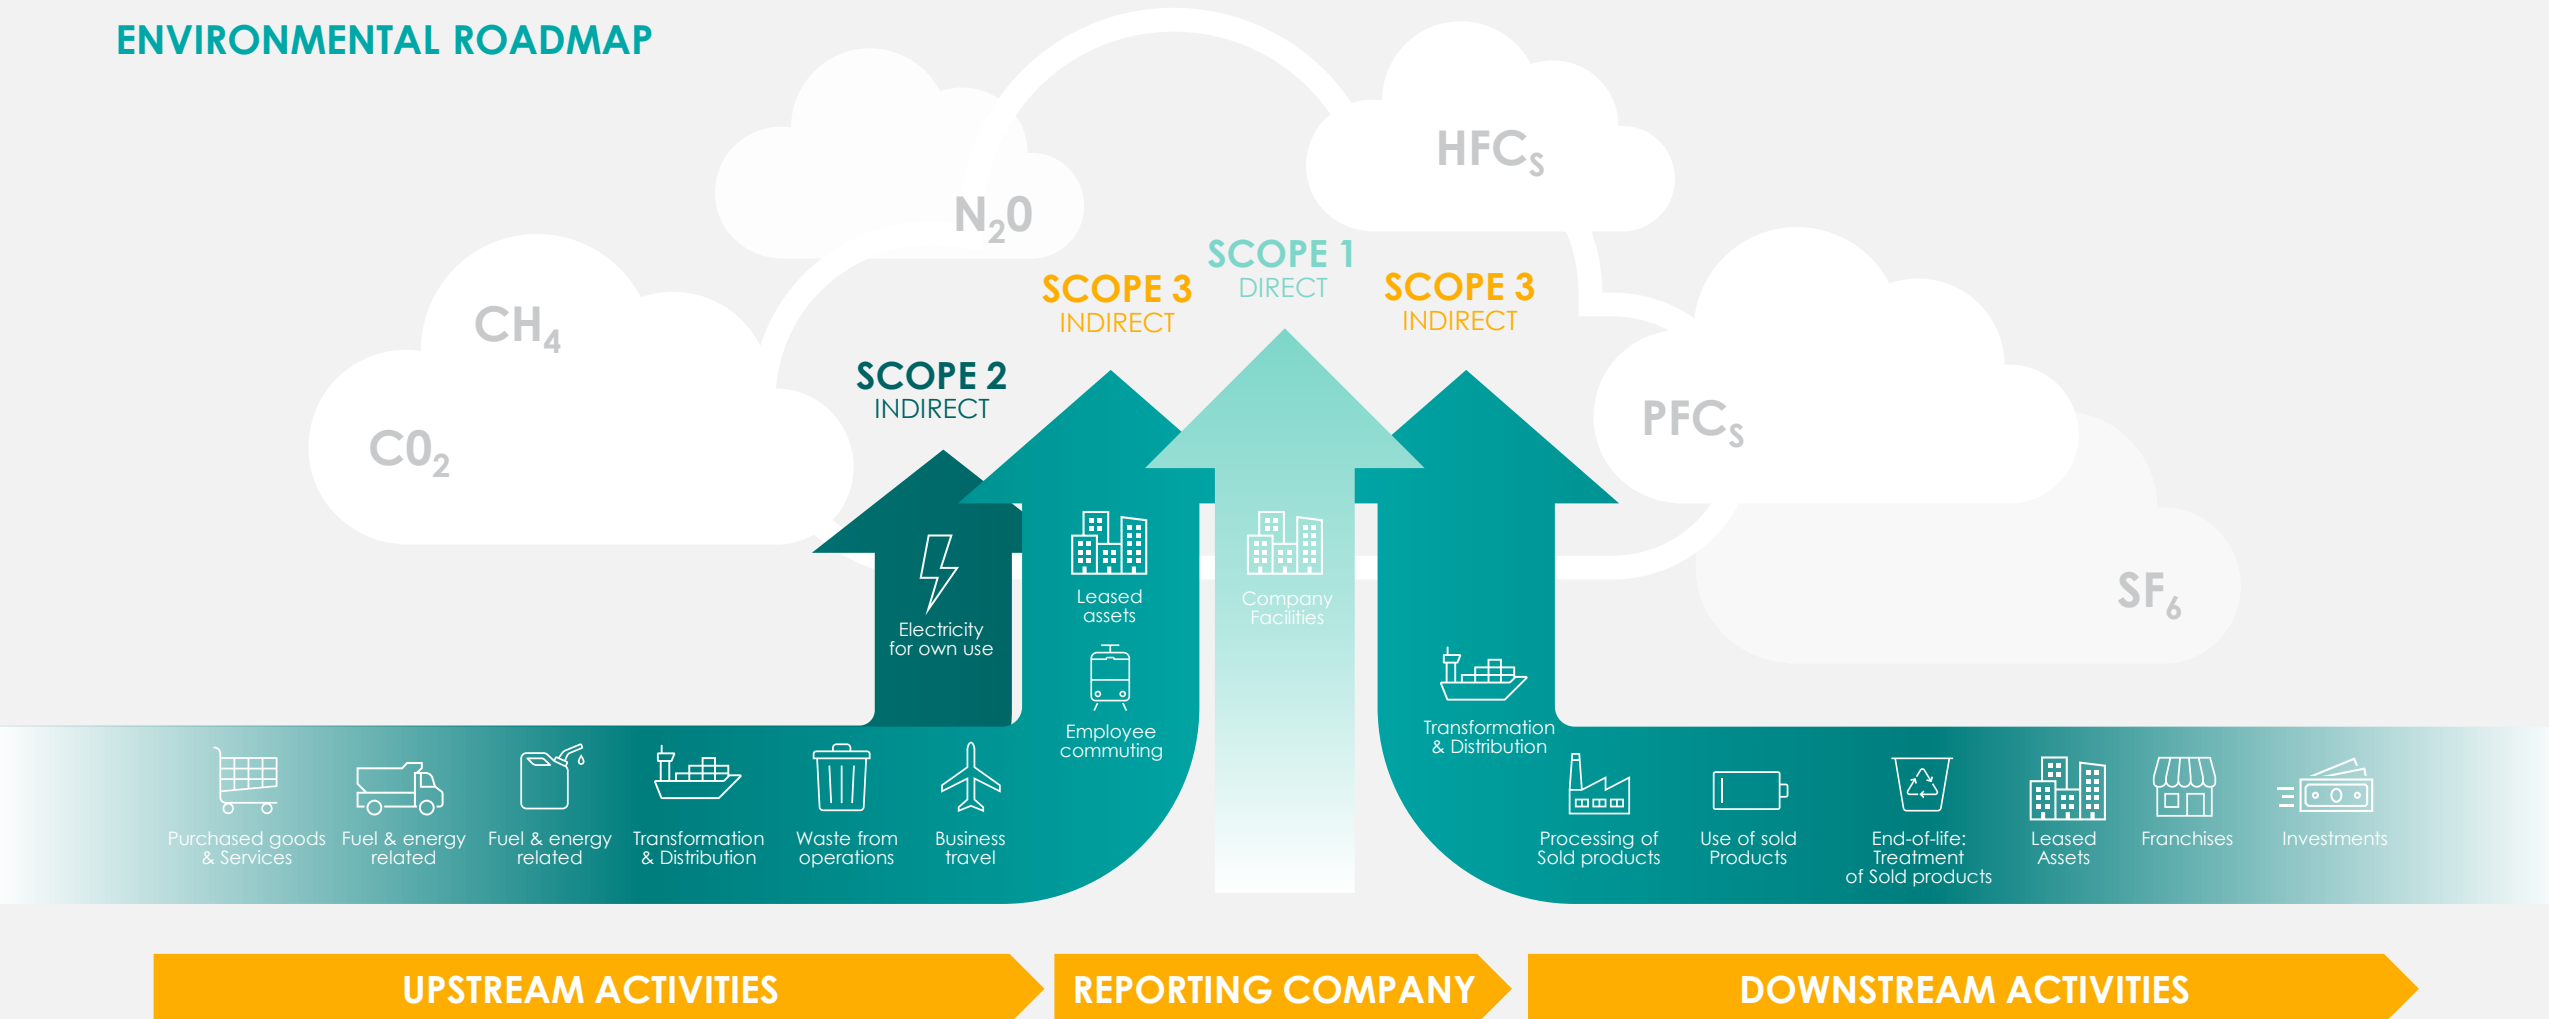 ENVIRONMENTAL ROADMAP
HFCs
N20
SCOPE 1
DIRECT
SCOPE 3
INDIRECT
SCOPE 3
INDIRECT
CH4
SCOPE 2
INDIRECT
PFCs
C02
SF6
Electricity
for own use
Leased
assets
Employee
commuting
Company
Facilities
Transformation
& Distribution
Purchased goods
& Services
Fuel & energy
related
Fuel & energy
related
Transformation
& Distribution
Waste from
operations
Business
travel
Processing of
Sold products
Use of sold
Products
End-of-life:
Treatment
of Sold products
Leased
Assets
Franchises
Investments
UPSTREAM ACTIVITIES
REPORTING COMPANY
DOWNSTREAM ACTIVITIES